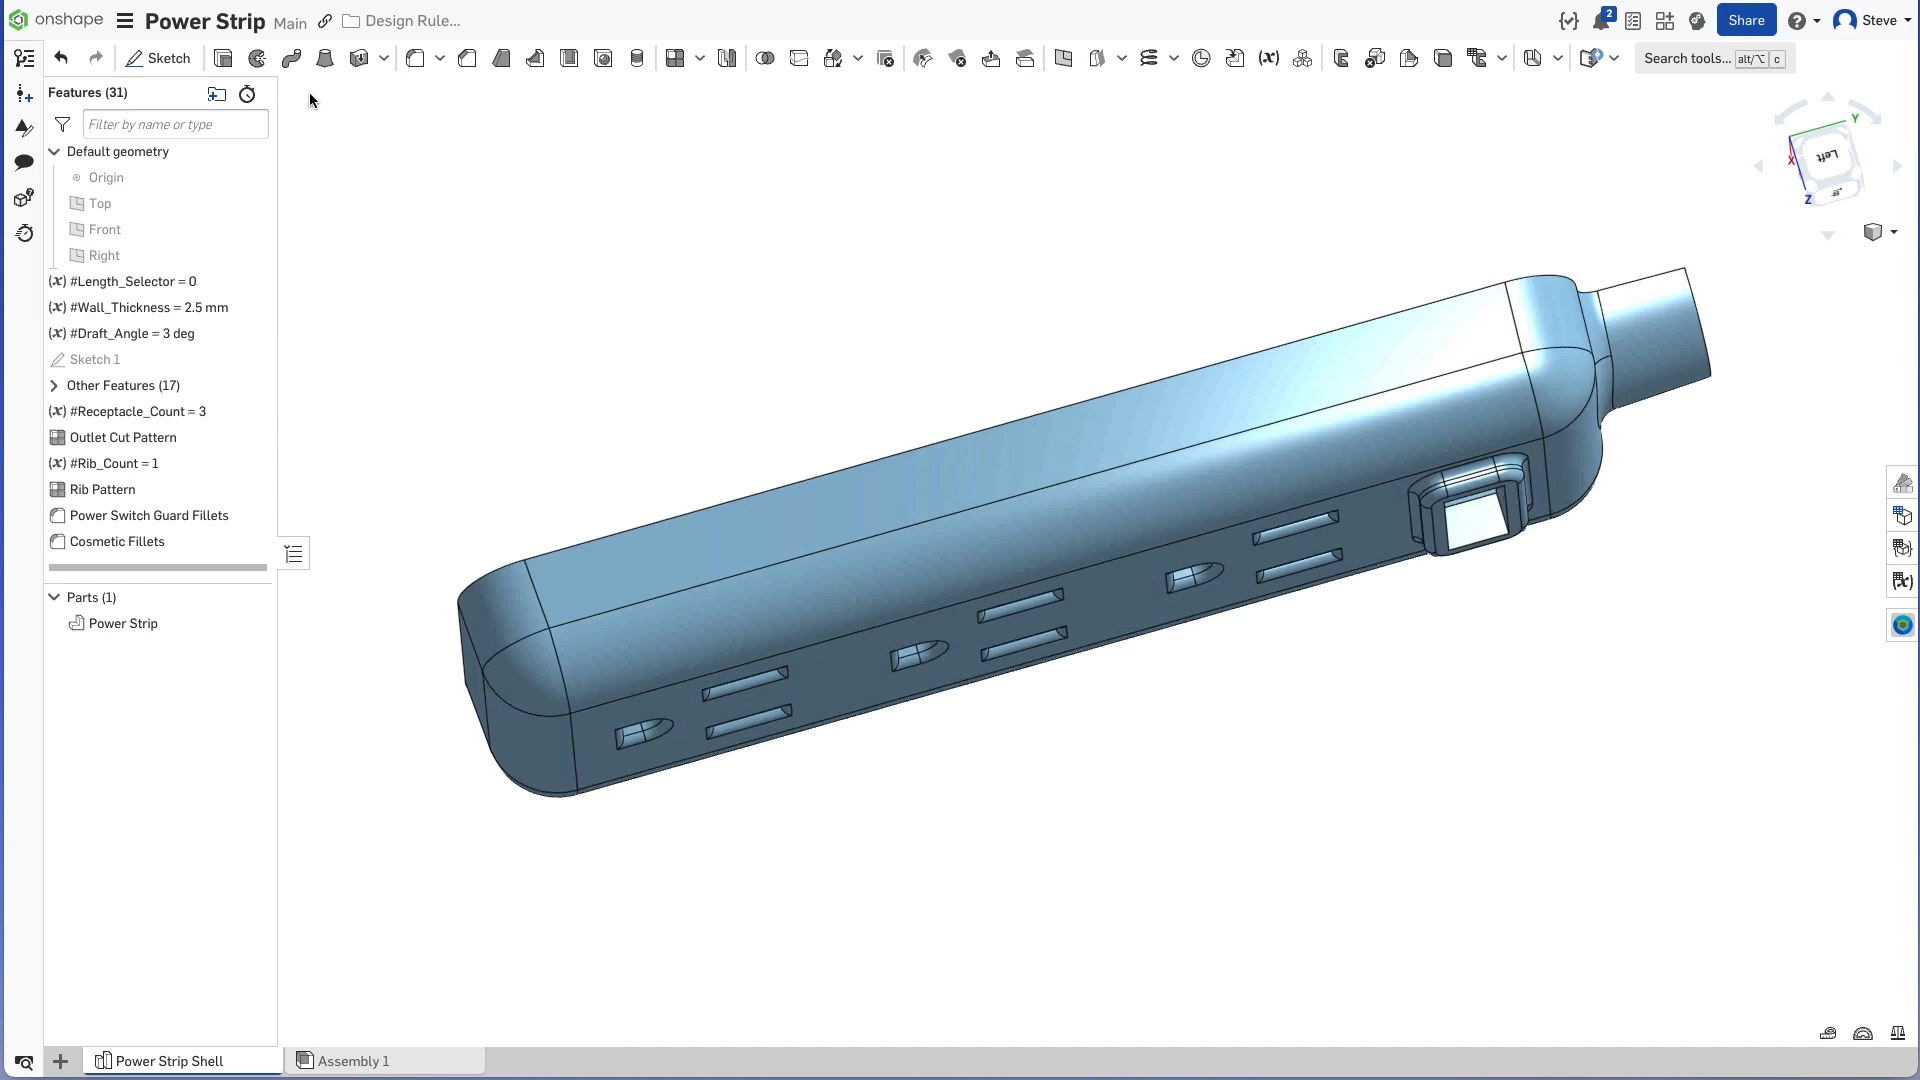 onshape Power Strip Main Design Rule... 2 Share Steve
Sketch Search tools... alt/⌥ c
Features (31)
Filter by name or type
Default geometry
Origin
Top
Front
Right
(x) #Length_Selector = 0
(x) #Wall_Thickness = 2.5 mm
(x) #Draft_Angle = 3 deg
Sketch 1
Other Features (17)
(x) #Receptacle_Count = 3
Outlet Cut Pattern
(x) #Rib_Count = 1
Rib Pattern
Power Switch Guard Fillets
Cosmetic Fillets
Parts (1)
Power Strip
Y
Left
X
Z
Power Strip Shell Assembly 1